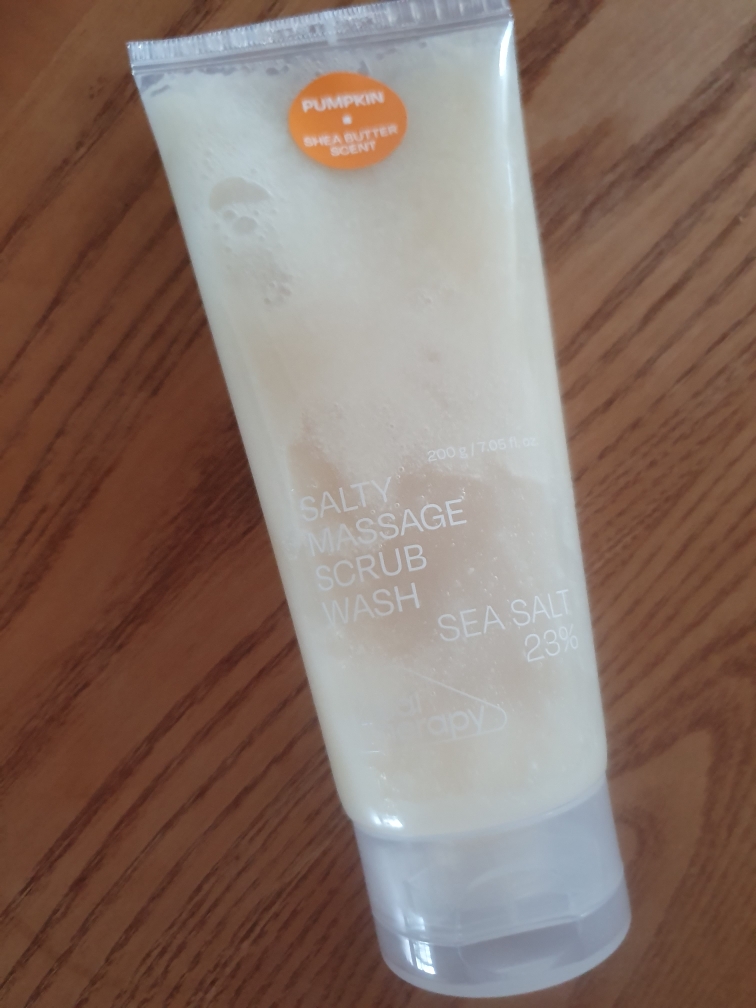 PUMPKIN
SHEA BUTTER
SCENT
200 g / 7.05 fl. oz.
SALTY
MASSAGE
SCRUB
WASH
SEA SALT
23%